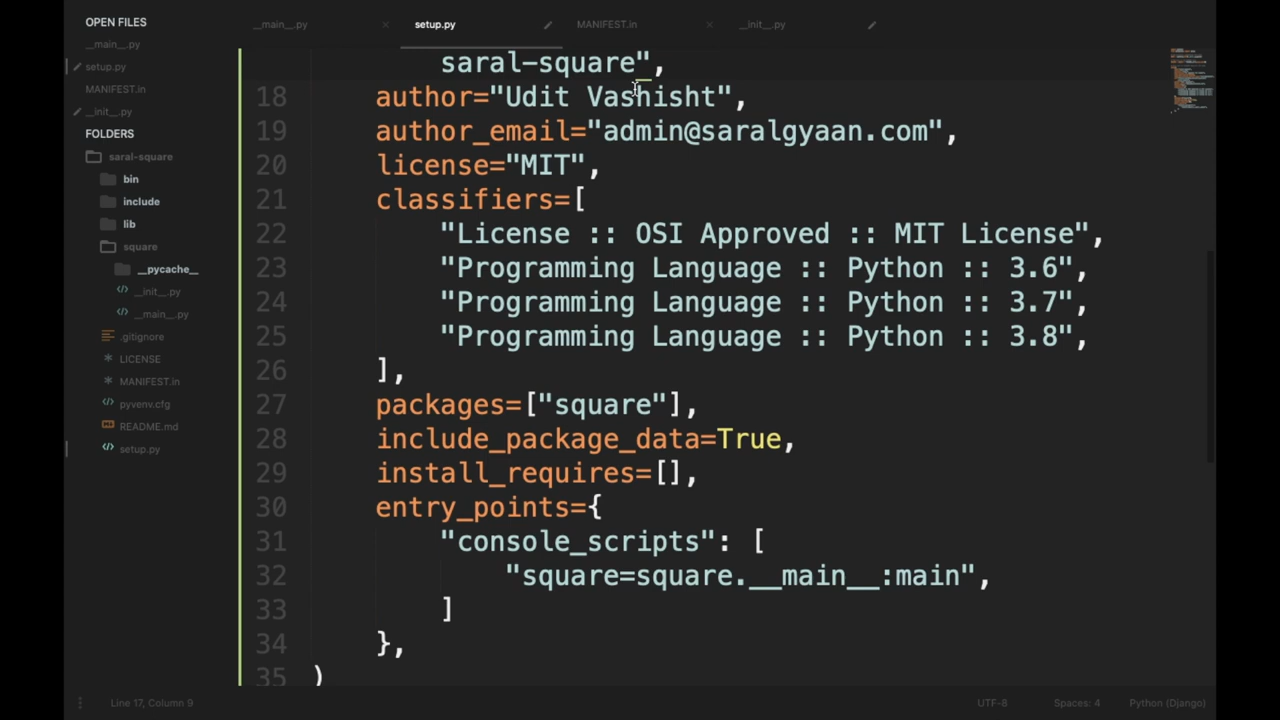 OPEN FILES
__main__.py
setup.py
MANIFEST.in
__init__.py
FOLDERS
saral-square
bin
include
lib
square
__pycache__
__init__.py
__main__.py
.gitignore
LICENSE
MANIFEST.in
pyvenv.cfg
README.md
setup.py
__main__.py × setup.py MANIFEST.in × __init__.py
saral-square",
18 author="Udit Vashisht",
19 author_email="admin@saralgyaan.com",
20 license="MIT",
21 classifiers=[
22 "License :: OSI Approved :: MIT License",
23 "Programming Language :: Python :: 3.6",
24 "Programming Language :: Python :: 3.7",
25 "Programming Language :: Python :: 3.8",
26 ],
27 packages=["square"],
28 include_package_data=True,
29 install_requires=[],
30 entry_points={
31 "console_scripts": [
32 "square=square.__main__:main",
33 ]
34 },
35 )
Line 17, Column 9 UTF-8 Spaces: 4 Python (Django)